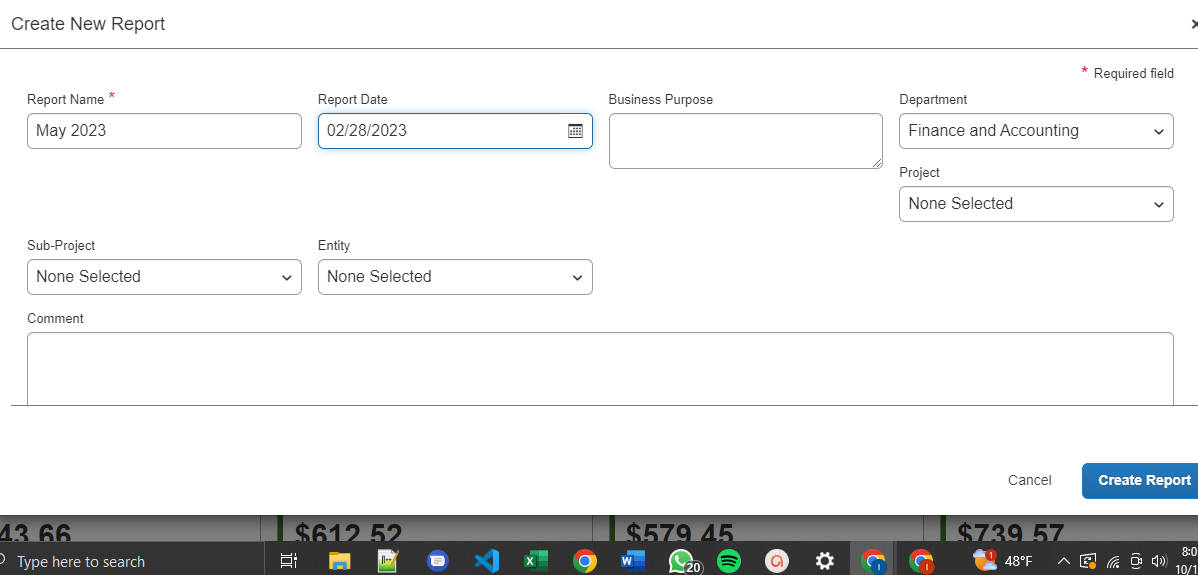 Create New Report
* Required field
Report Name *
Report Date
Business Purpose
Department
May 2023
02/28/2023
Finance and Accounting
Project
None Selected
Sub-Project
Entity
None Selected
None Selected
Comment
Cancel
Create Report
43.66
$612.52
$579.45
$739.57
Type here to search
20
1
48°F
8:0
10/1